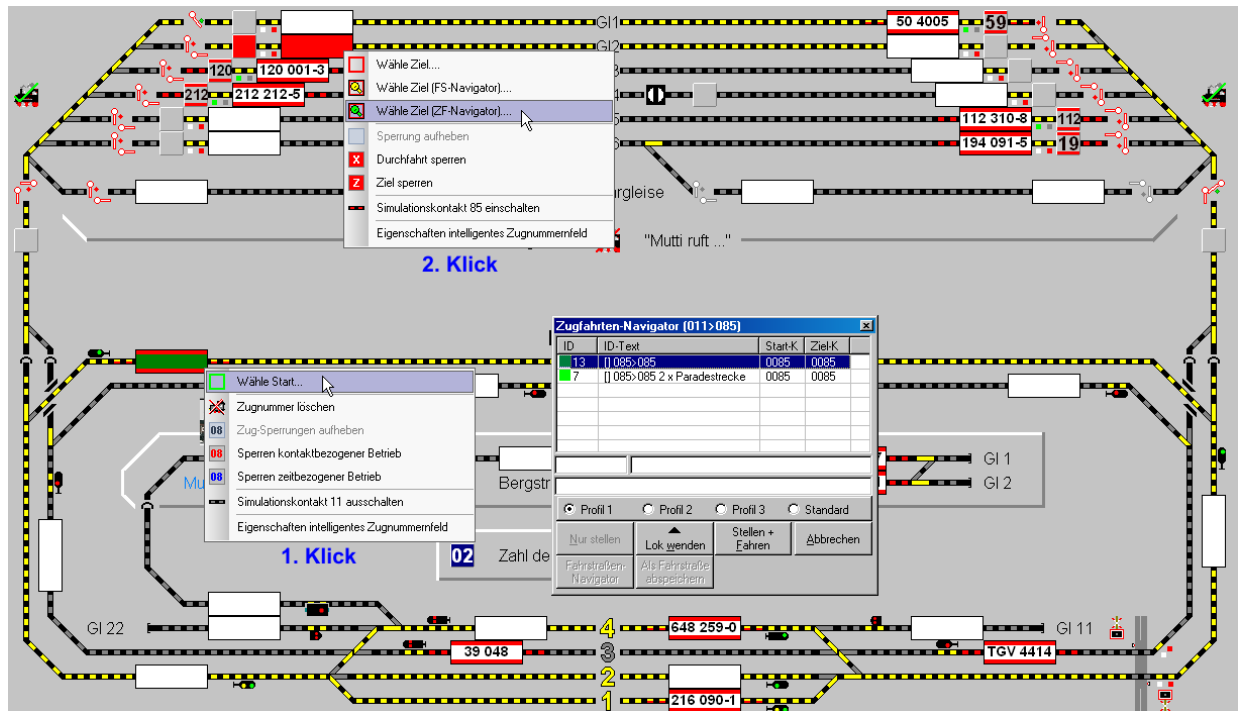 Gl1
50 4005
59
Gl2
120
120 001-3
212
212 212-5
112 310-8
112
194 091-5
19
Wähle Ziel....
Wähle Ziel (FS-Navigator)....
Wähle Ziel (ZF-Navigator)....
Sperrung aufheben
X Durchfahrt sperren
Z Ziel sperren
Simulationskontakt 85 einschalten
Eigenschaften intelligentes Zugnummernfeld
rgleise
"Mutti ruft ..."
2. Klick
Wähle Start...
Zugnummer löschen
08 Zug-Sperrungen aufheben
08 Sperren kontaktbezogener Betrieb
08 Sperren zeitbezogener Betrieb
Simulationskontakt 11 ausschalten
Eigenschaften intelligentes Zugnummernfeld
1. Klick
Mu
Bergstr
02 Zahl de
Zugfahrten-Navigator (011>085)
ID ID-Text Start-K Ziel-K
13 [] 085>085 0085 0085
7 [] 085>085 2 x Paradestrecke 0085 0085
Profil 1 Profil 2 Profil 3 Standard
Nur stellen
Lok wenden
Stellen +
Fahren
Abbrechen
Fahrstraßen-
Navigator
Als Fahrstraße
abspeichern
7
Gl 1
Gl 2
Gl 22
4
648 259-0
Gl 11
39 048
3
TGV 4414
2
1
216 090-1